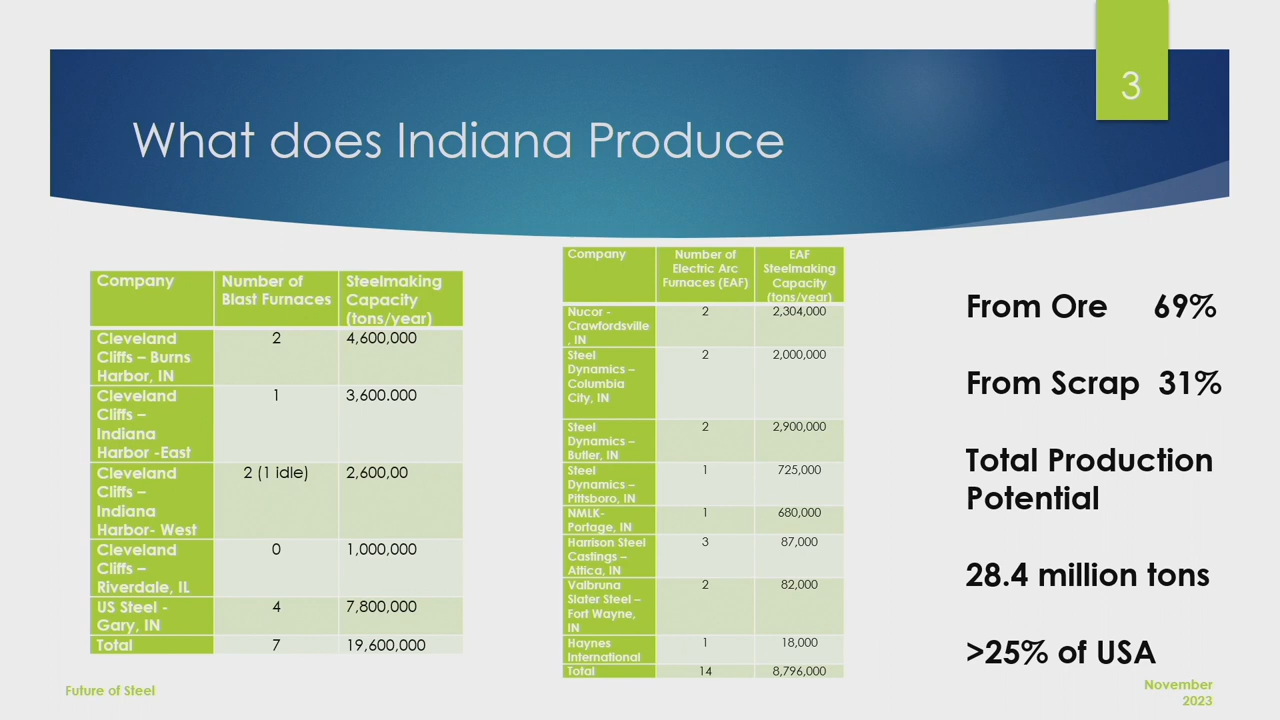 3
What does Indiana Produce
Company
Number of
Blast Furnaces
Steelmaking
Capacity
(tons/year)
Cleveland
Cliffs – Burns
Harbor, IN
2
4,600,000
Cleveland
Cliffs –
Indiana
Harbor -East
1
3,600.000
Cleveland
Cliffs –
Indiana
Harbor- West
2 (1 idle)
2,600,00
Cleveland
Cliffs –
Riverdale, IL
0
1,000,000
US Steel -
Gary, IN
4
7,800,000
Total
7
19,600,000
Company
Number of
Electric Arc
Furnaces (EAF)
EAF
Steelmaking
Capacity
(tons/year)
Nucor -
Crawfordsville
, IN
2
2,304,000
Steel
Dynamics –
Columbia
City, IN
2
2,000,000
Steel
Dynamics –
Butler, IN
2
2,900,000
Steel
Dynamics –
Pittsboro, IN
1
725,000
NMLK-
Portage, IN
1
680,000
Harrison Steel
Castings –
Attica, IN
3
87,000
Valbruna
Slater Steel –
Fort Wayne,
IN
2
82,000
Haynes
International
1
18,000
Total
14
8,796,000
From Ore 69%
From Scrap 31%
Total Production
Potential
28.4 million tons
>25% of USA
Future of Steel
November
2023